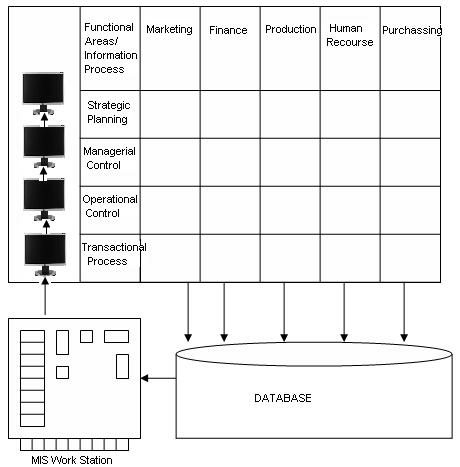 Functional
Areas/
Information
Process
Marketing
Finance
Production
Human
Recourse
Purchassing
Strategic
Planning
Managerial
Control
Operational
Control
Transactional
Process
DATABASE
MIS Work Station